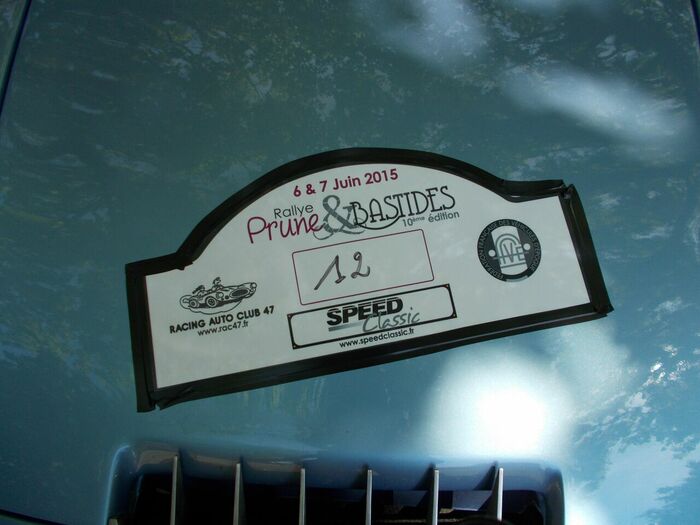 6 & 7 Juin 2015
Rallye
Prune & BASTIDES
10ème édition
12
RACING AUTO CLUB 47
www.rac47.fr
SPEED
Classic
www.speedclassic.fr